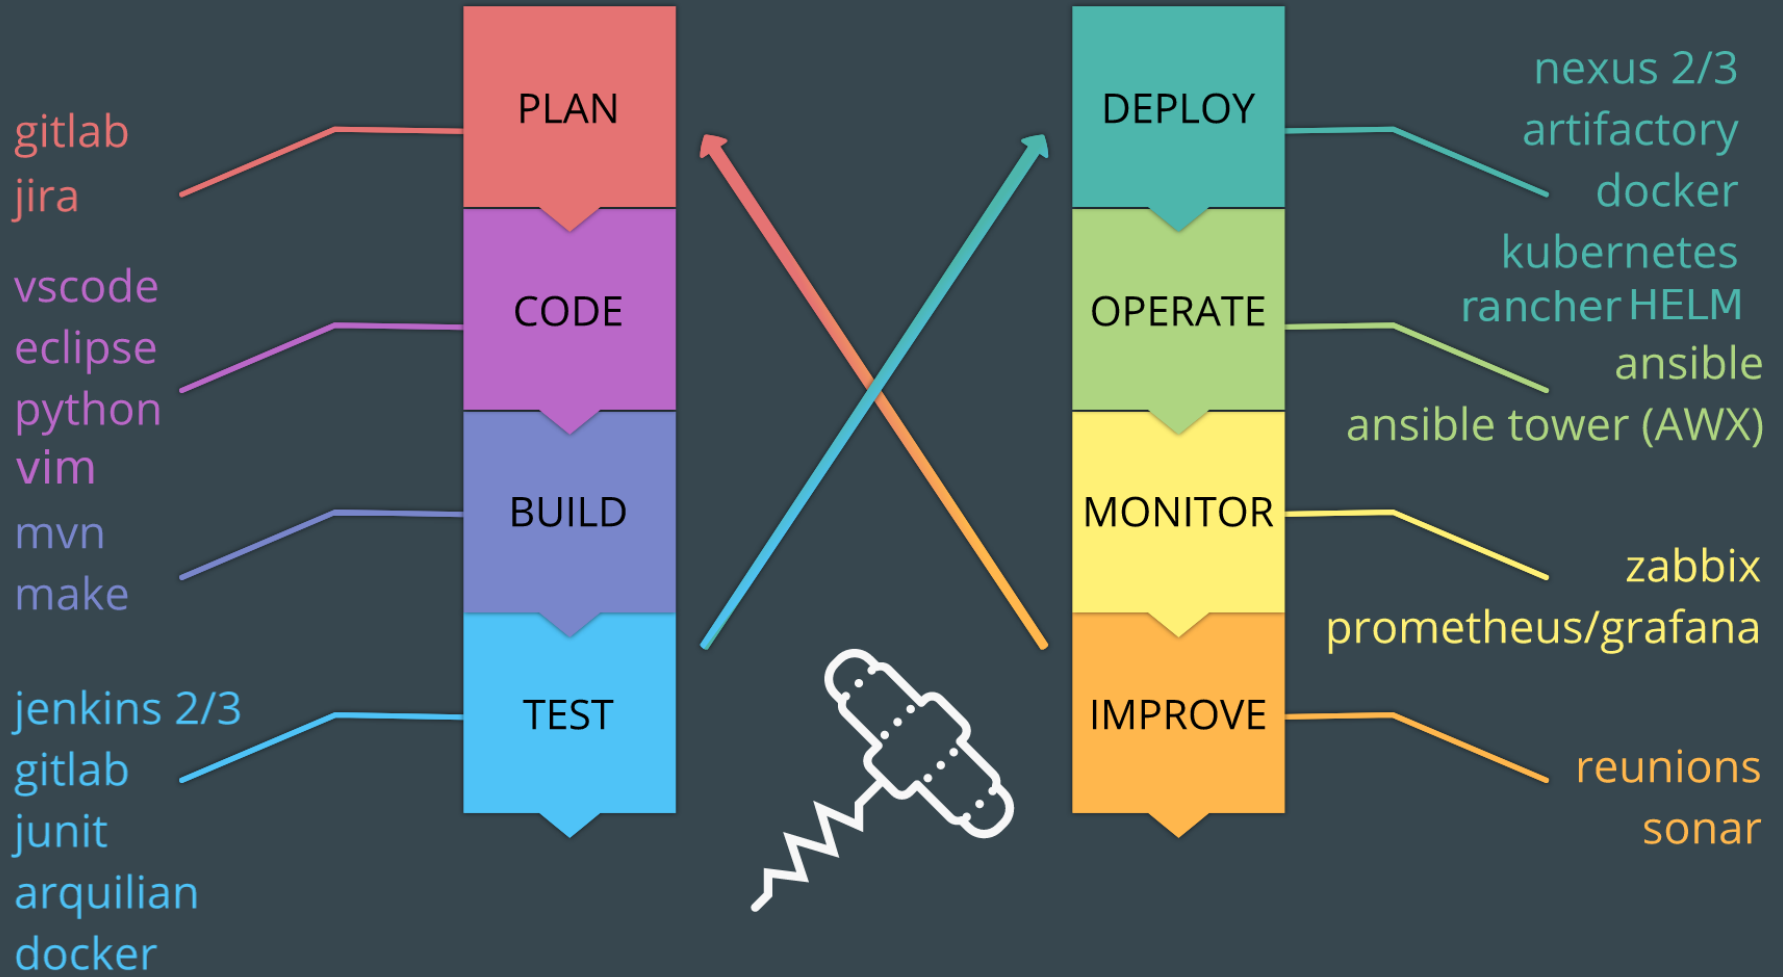 PLAN
gitlab
jira
CODE
vscode
eclipse
python
vim
BUILD
mvn
make
TEST
jenkins 2/3
gitlab
junit
arquilian
docker
DEPLOY
nexus 2/3
artifactory
docker
kubernetes
rancher HELM
OPERATE
ansible
ansible tower (AWX)
MONITOR
zabbix
prometheus/grafana
IMPROVE
reunions
sonar